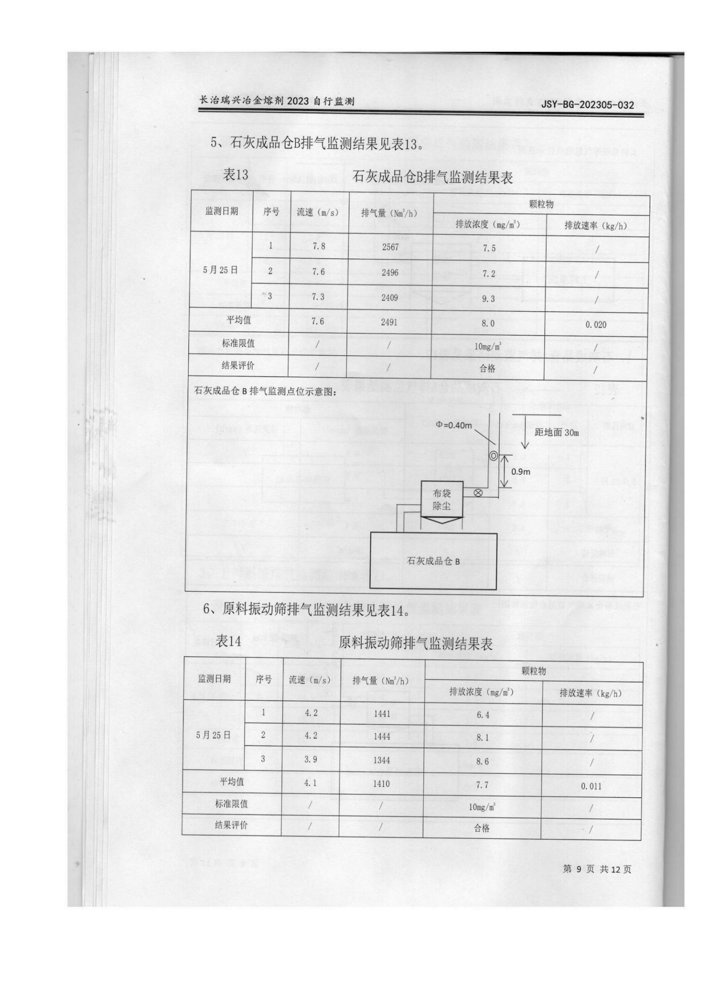 长治瑞兴冶金熔剂 2023 自行监测 JSY-BG-202305-032
5、石灰成品仓B排气监测结果见表13。
表13 石灰成品仓B排气监测结果表
监测日期 序号 流速（m/s） 排气量（Nm³/h） 颗粒物
排放浓度（mg/m³） 排放速率（kg/h）
5月25日
1 7.8 2567 7.5 /
2 7.6 2496 7.2 /
3 7.3 2409 9.3 /
平均值 7.6 2491 8.0 0.020
标准限值 / / 10mg/m³ /
结果评价 / / 合格 /
石灰成品仓 B 排气监测点位示意图：
Φ=0.40m
距地面 30m
0.9m
布袋
除尘
石灰成品仓 B
6、原料振动筛排气监测结果见表14。
表14 原料振动筛排气监测结果表
监测日期 序号 流速（m/s） 排气量（Nm³/h） 颗粒物
排放浓度（mg/m³） 排放速率（kg/h）
5月25日
1 4.2 1441 6.4 /
2 4.2 1444 8.1 /
3 3.9 1344 8.6 /
平均值 4.1 1410 7.7 0.011
标准限值 / / 10mg/m³ /
结果评价 / / 合格 /
第 9 页 共 12 页